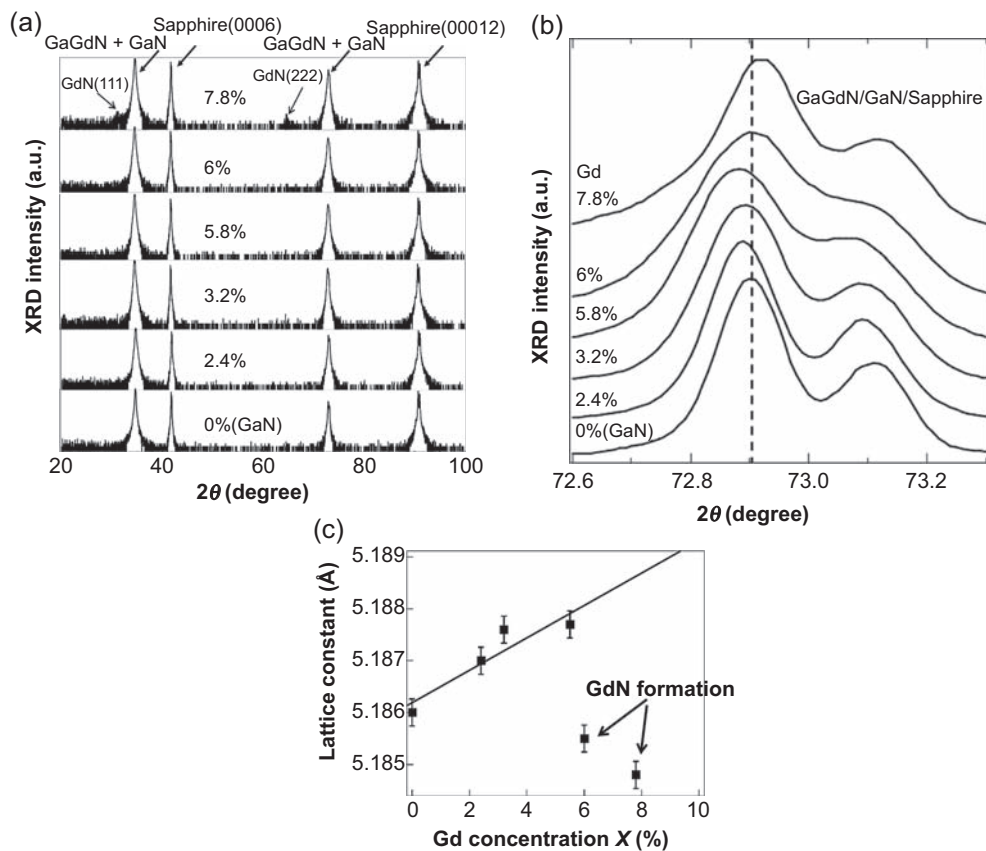 (a)
Sapphire(0006)
GaGdN + GaN
GaGdN + GaN
Sapphire(00012)
GdN(111)
GdN(222)
7.8%
6%
5.8%
3.2%
2.4%
0%(GaN)
XRD intensity (a.u.)
20 40 60 80 100
2θ (degree)
(b)
GaGdN/GaN/Sapphire
Gd
7.8%
6%
5.8%
3.2%
2.4%
0%(GaN)
XRD intensity (a.u.)
72.6 72.8 73.0 73.2
2θ (degree)
(c)
5.189
5.188
5.187
5.186
5.185
Lattice constant (Å)
GdN formation
0 2 4 6 8 10
Gd concentration X (%)